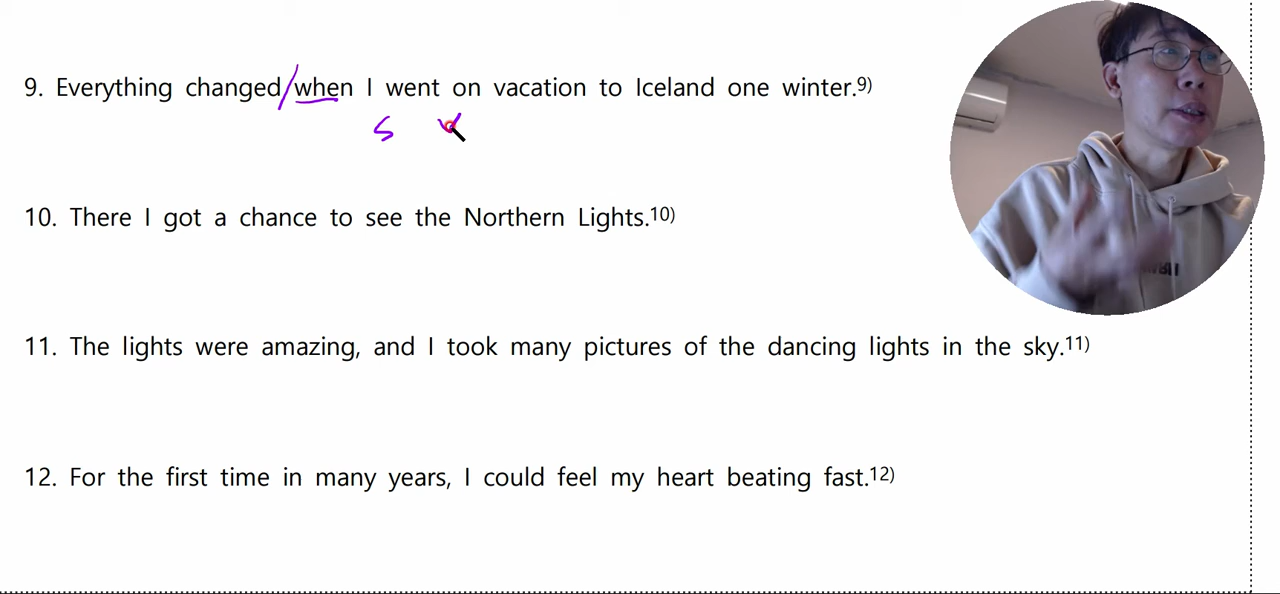 9. Everything changed/when I went on vacation to Iceland one winter.9)
S V
10. There I got a chance to see the Northern Lights.10)
11. The lights were amazing, and I took many pictures of the dancing lights in the sky.11)
12. For the first time in many years, I could feel my heart beating fast.12)